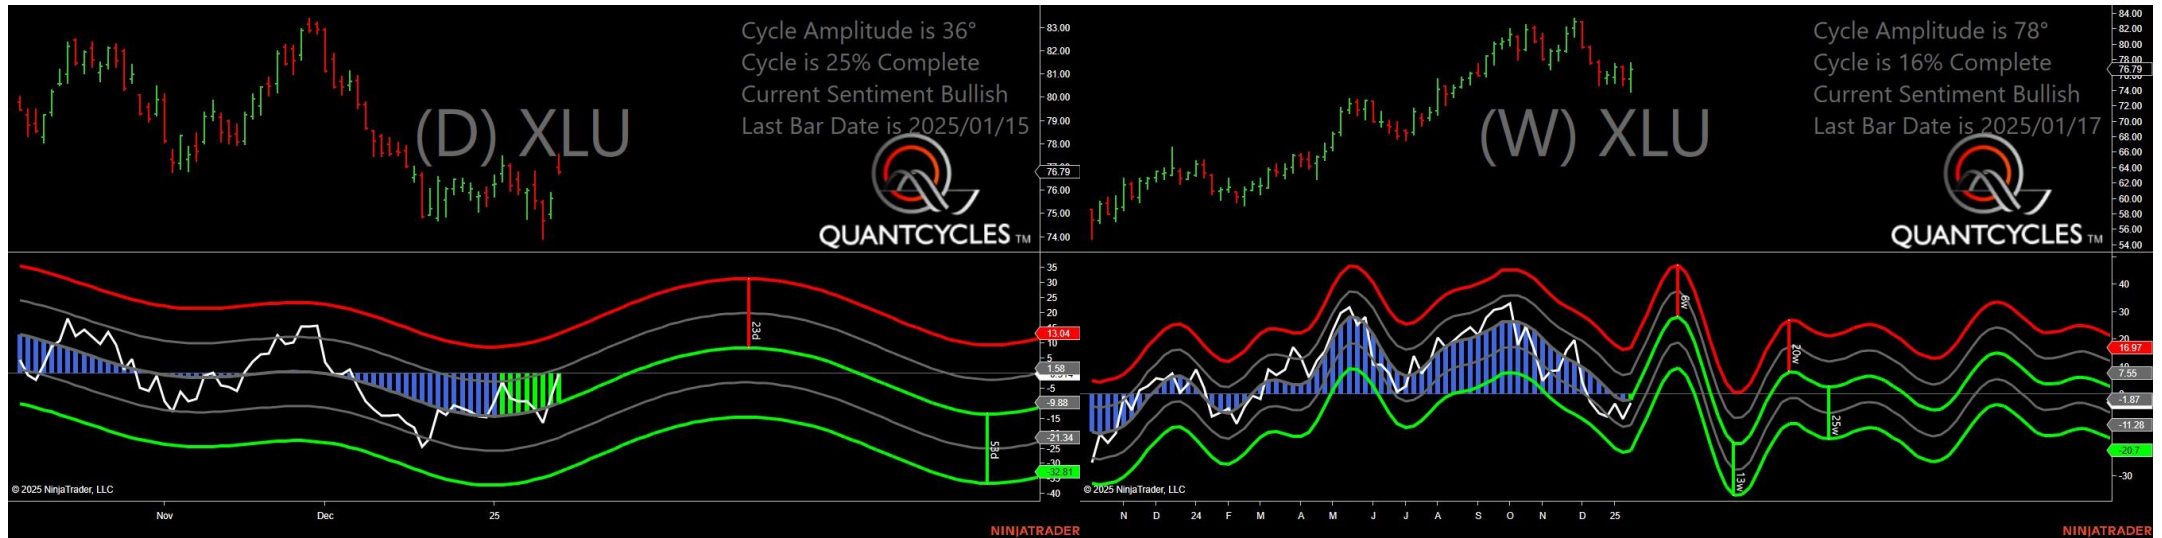 Cycle Amplitude is 36°
Cycle is 25% Complete
Current Sentiment Bullish
Last Bar Date is 2025/01/15
(D) XLU
QUANTCYCLES TM
83.00
82.00
81.00
80.00
79.00
78.00
76.79
76.00
75.00
74.00
35
30
25
20
13.04
10
5
1.58
-5
-9.88
-15
-21.34
-25
-30
-32.81
-40
23d
53d
© 2025 NinjaTrader, LLC
Nov
Dec
25
NINJATRADER
Cycle Amplitude is 78°
Cycle is 16% Complete
Current Sentiment Bullish
Last Bar Date is 2025/01/17
(W) XLU
QUANTCYCLES TM
84.00
82.00
80.00
78.00
76.79
74.00
72.00
70.00
68.00
66.00
64.00
62.00
60.00
58.00
56.00
54.00
40
30
20
16.97
7.55
-1.87
-11.28
-20.7
-30
6w
13w
20w
25w
© 2025 NinjaTrader, LLC
N D 24 F M A M J J A S O N D 25
NINJATRADER